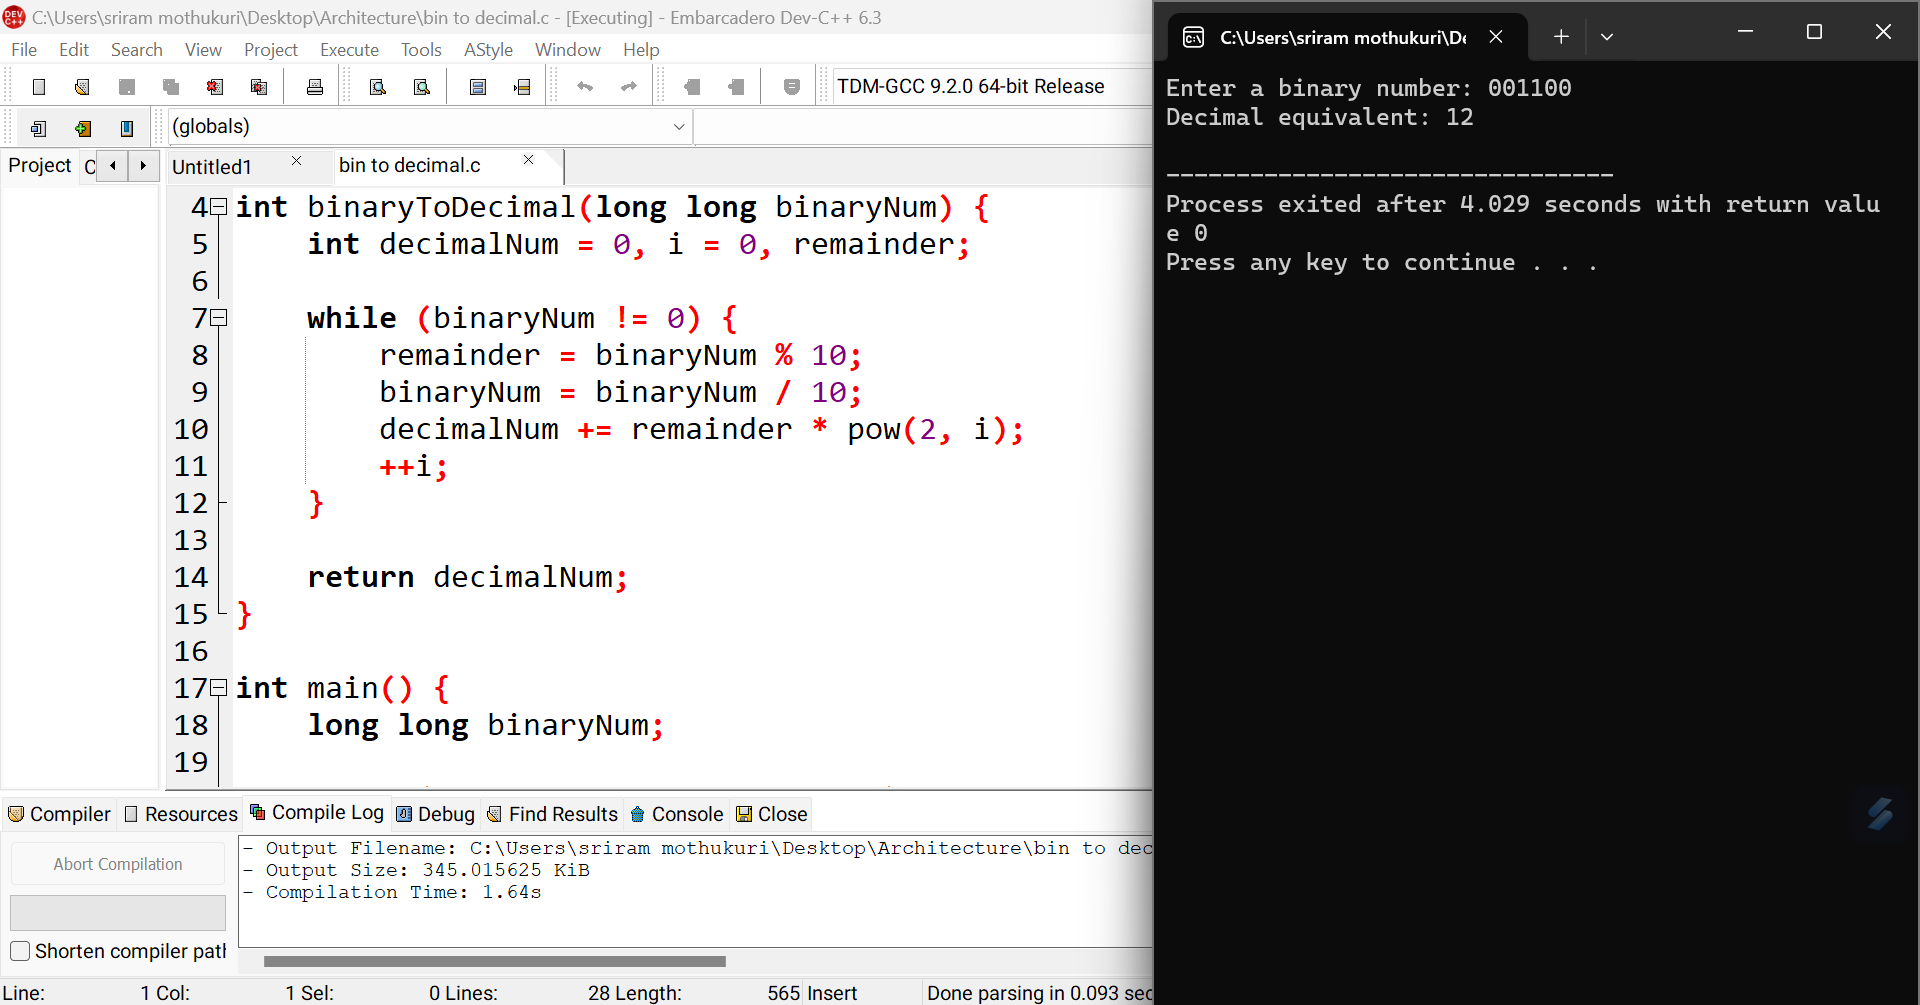 C:\Users\sriram mothukuri\Desktop\Architecture\bin to decimal.c - [Executing] - Embarcadero Dev-C++ 6.3
File Edit Search View Project Execute Tools AStyle Window Help
TDM-GCC 9.2.0 64-bit Release
(globals)
Project C
Untitled1 bin to decimal.c
4 int binaryToDecimal(long long binaryNum) {
5 int decimalNum = 0, i = 0, remainder;
6
7 while (binaryNum != 0) {
8 remainder = binaryNum % 10;
9 binaryNum = binaryNum / 10;
10 decimalNum += remainder * pow(2, i);
11 ++i;
12 }
13
14 return decimalNum;
15 }
16
17 int main() {
18 long long binaryNum;
19
Compiler Resources Compile Log Debug Find Results Console Close
Abort Compilation
Shorten compiler path
- Output Filename: C:\Users\sriram mothukuri\Desktop\Architecture\bin to dec
- Output Size: 345.015625 KiB
- Compilation Time: 1.64s
Line: 1 Col: 1 Sel: 0 Lines: 28 Length: 565 Insert Done parsing in 0.093 sec
C:\Users\sriram mothukuri\De
Enter a binary number: 001100
Decimal equivalent: 12
--------------------------------
Process exited after 4.029 seconds with return valu
e 0
Press any key to continue . . .